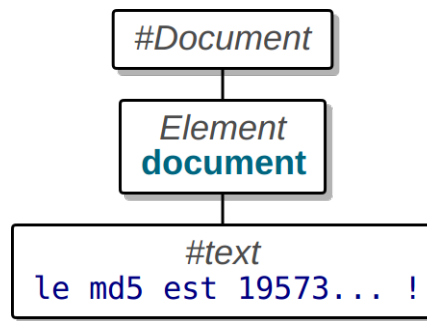 #Document
Element
document
#text
le md5 est 19573... !